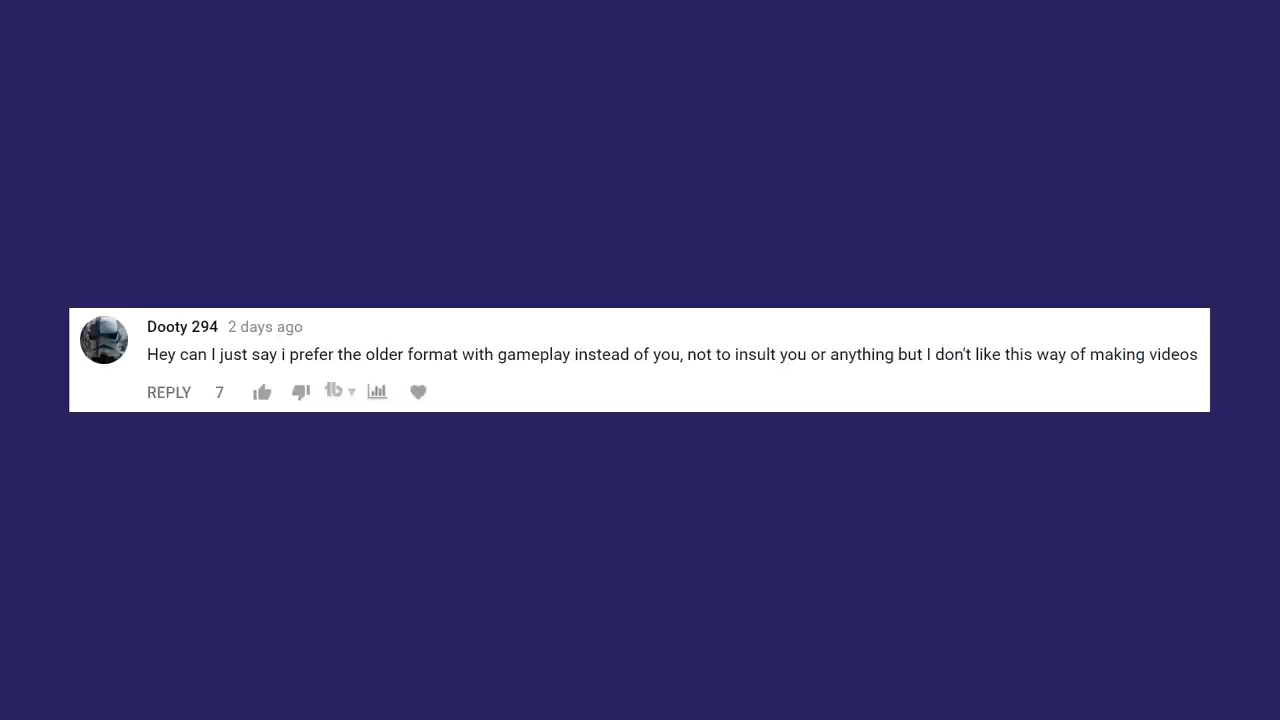 Dooty 294 2 days ago
Hey can I just say i prefer the older format with gameplay instead of you, not to insult you or anything but I don't like this way of making videos
REPLY 7 tb